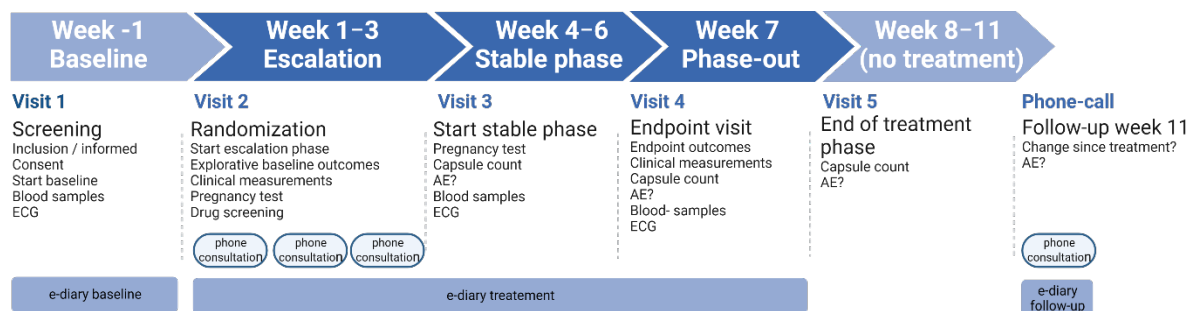 Week -1
Baseline
Week 1–3
Escalation
Week 4–6
Stable phase
Week 7
Phase-out
Week 8–11
(no treatment)
Visit 1
Screening
Inclusion / informed
Consent
Start baseline
Blood samples
ECG
Visit 2
Randomization
Start escalation phase
Explorative baseline outcomes
Clinical measurements
Pregnancy test
Drug screening
phone
consultation
phone
consultation
phone
consultation
Visit 3
Start stable phase
Pregnancy test
Capsule count
AE?
Blood samples
ECG
Visit 4
Endpoint visit
Endpoint outcomes
Clinical measurements
Capsule count
AE?
Blood- samples
ECG
Visit 5
End of treatment
phase
Capsule count
AE?
Phone-call
Follow-up week 11
Change since treatment?
AE?
phone
consultation
e-diary baseline
e-diary treatement
e-diary
follow-up